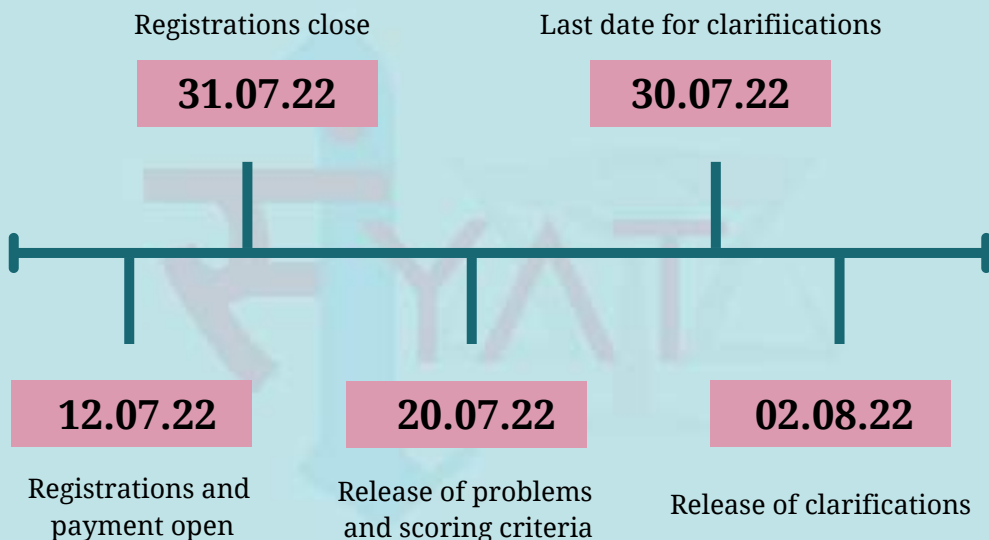 Registrations close
31.07.22
Last date for clarifiications
30.07.22
12.07.22
Registrations and
payment open
20.07.22
Release of problems
and scoring criteria
02.08.22
Release of clarifications
संYAT